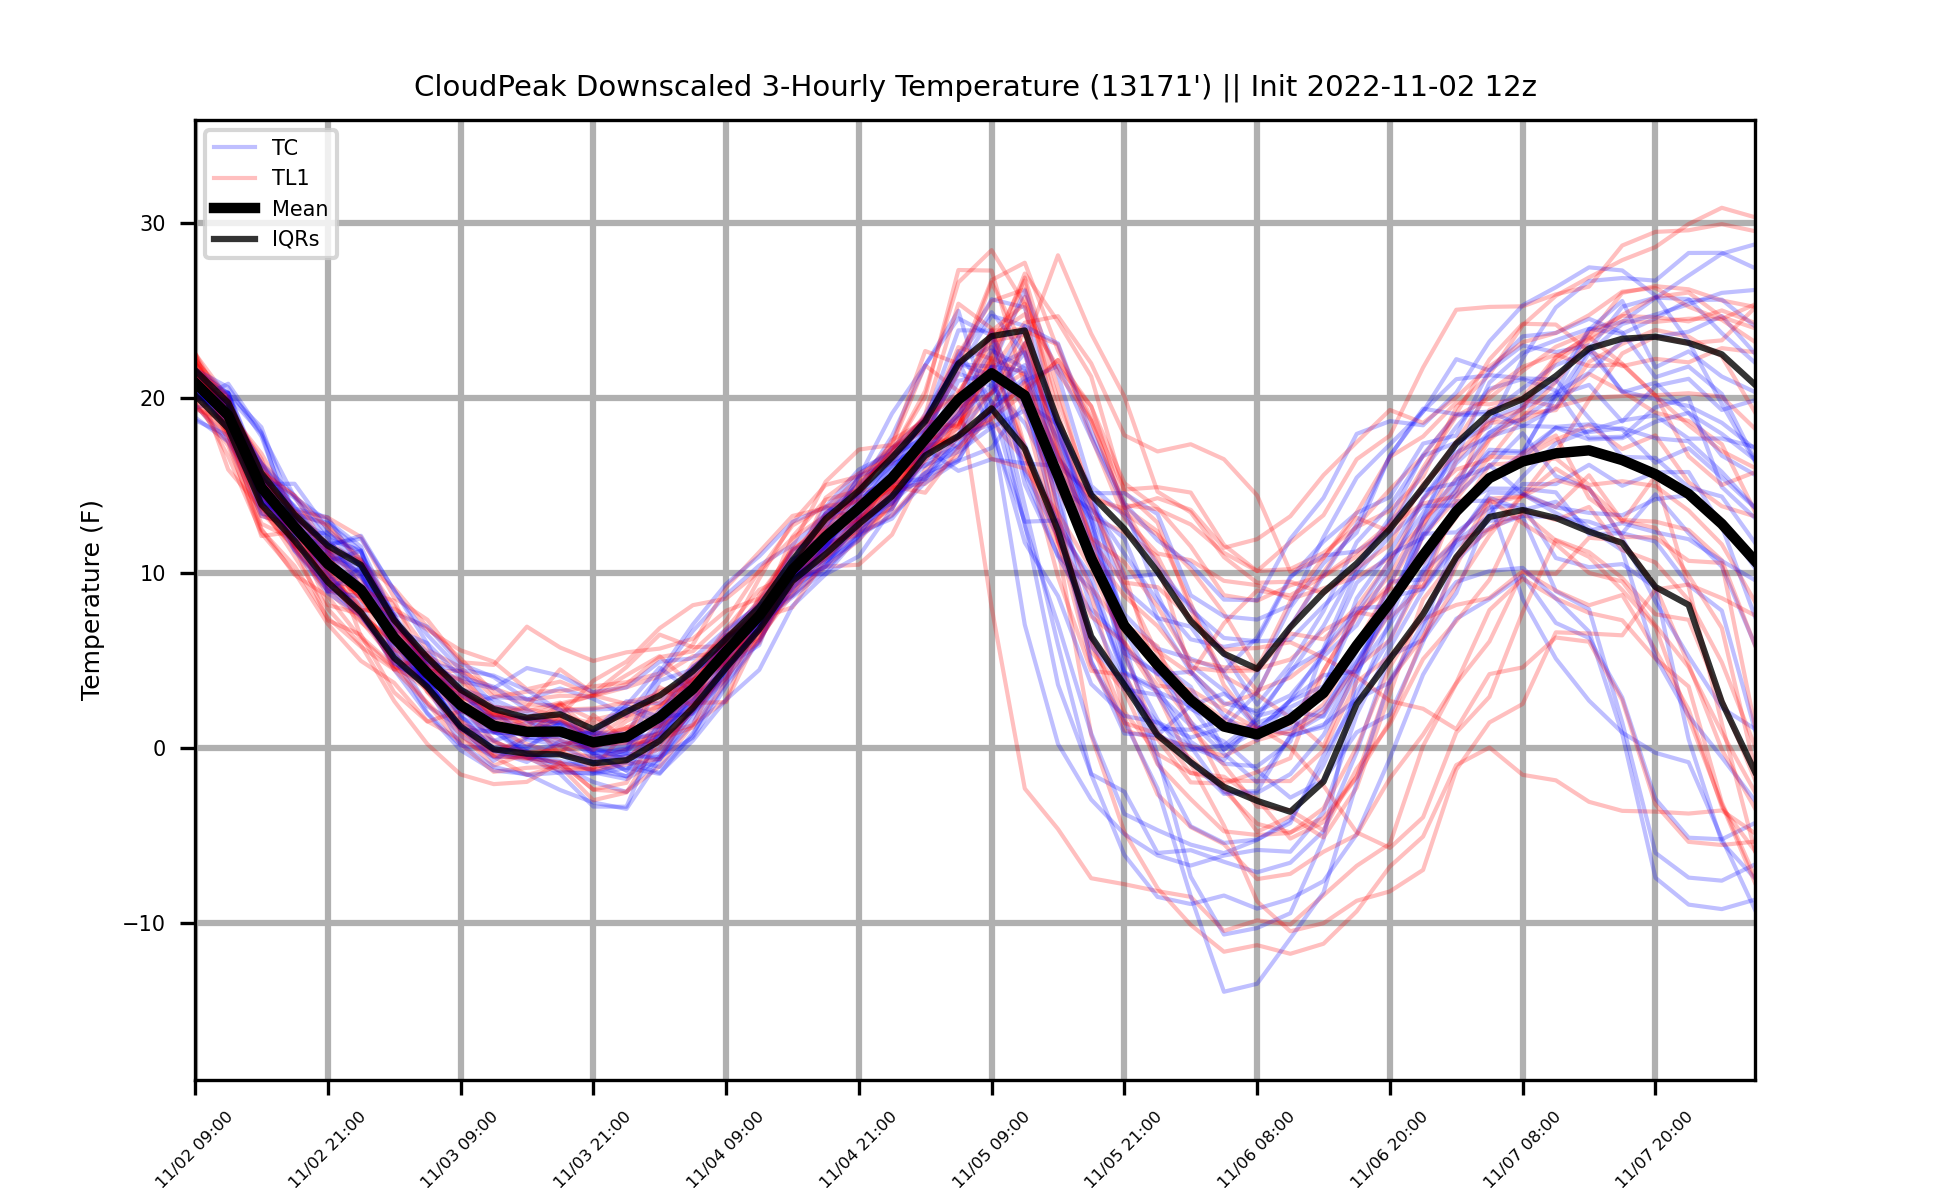 CloudPeak Downscaled 3-Hourly Temperature (13171') || Init 2022-11-02 12z
TC
TL1
Mean
IQRs
Temperature (F)
30
20
10
0
−10
11/02 09:00
11/02 21:00
11/03 09:00
11/03 21:00
11/04 09:00
11/04 21:00
11/05 09:00
11/05 21:00
11/06 08:00
11/06 20:00
11/07 08:00
11/07 20:00